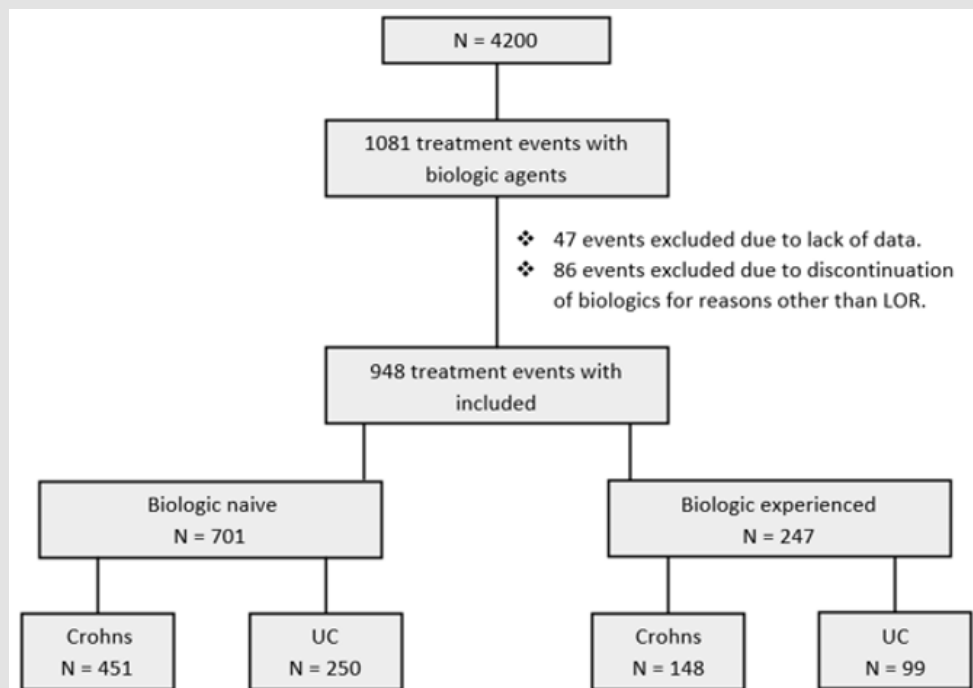 N = 4200
1081 treatment events with
biologic agents
❖ 47 events excluded due to lack of data.
❖ 86 events excluded due to discontinuation
of biologics for reasons other than LOR.
948 treatment events with
included
Biologic naive
N = 701
Biologic experienced
N = 247
Crohns
N = 451
UC
N = 250
Crohns
N = 148
UC
N = 99